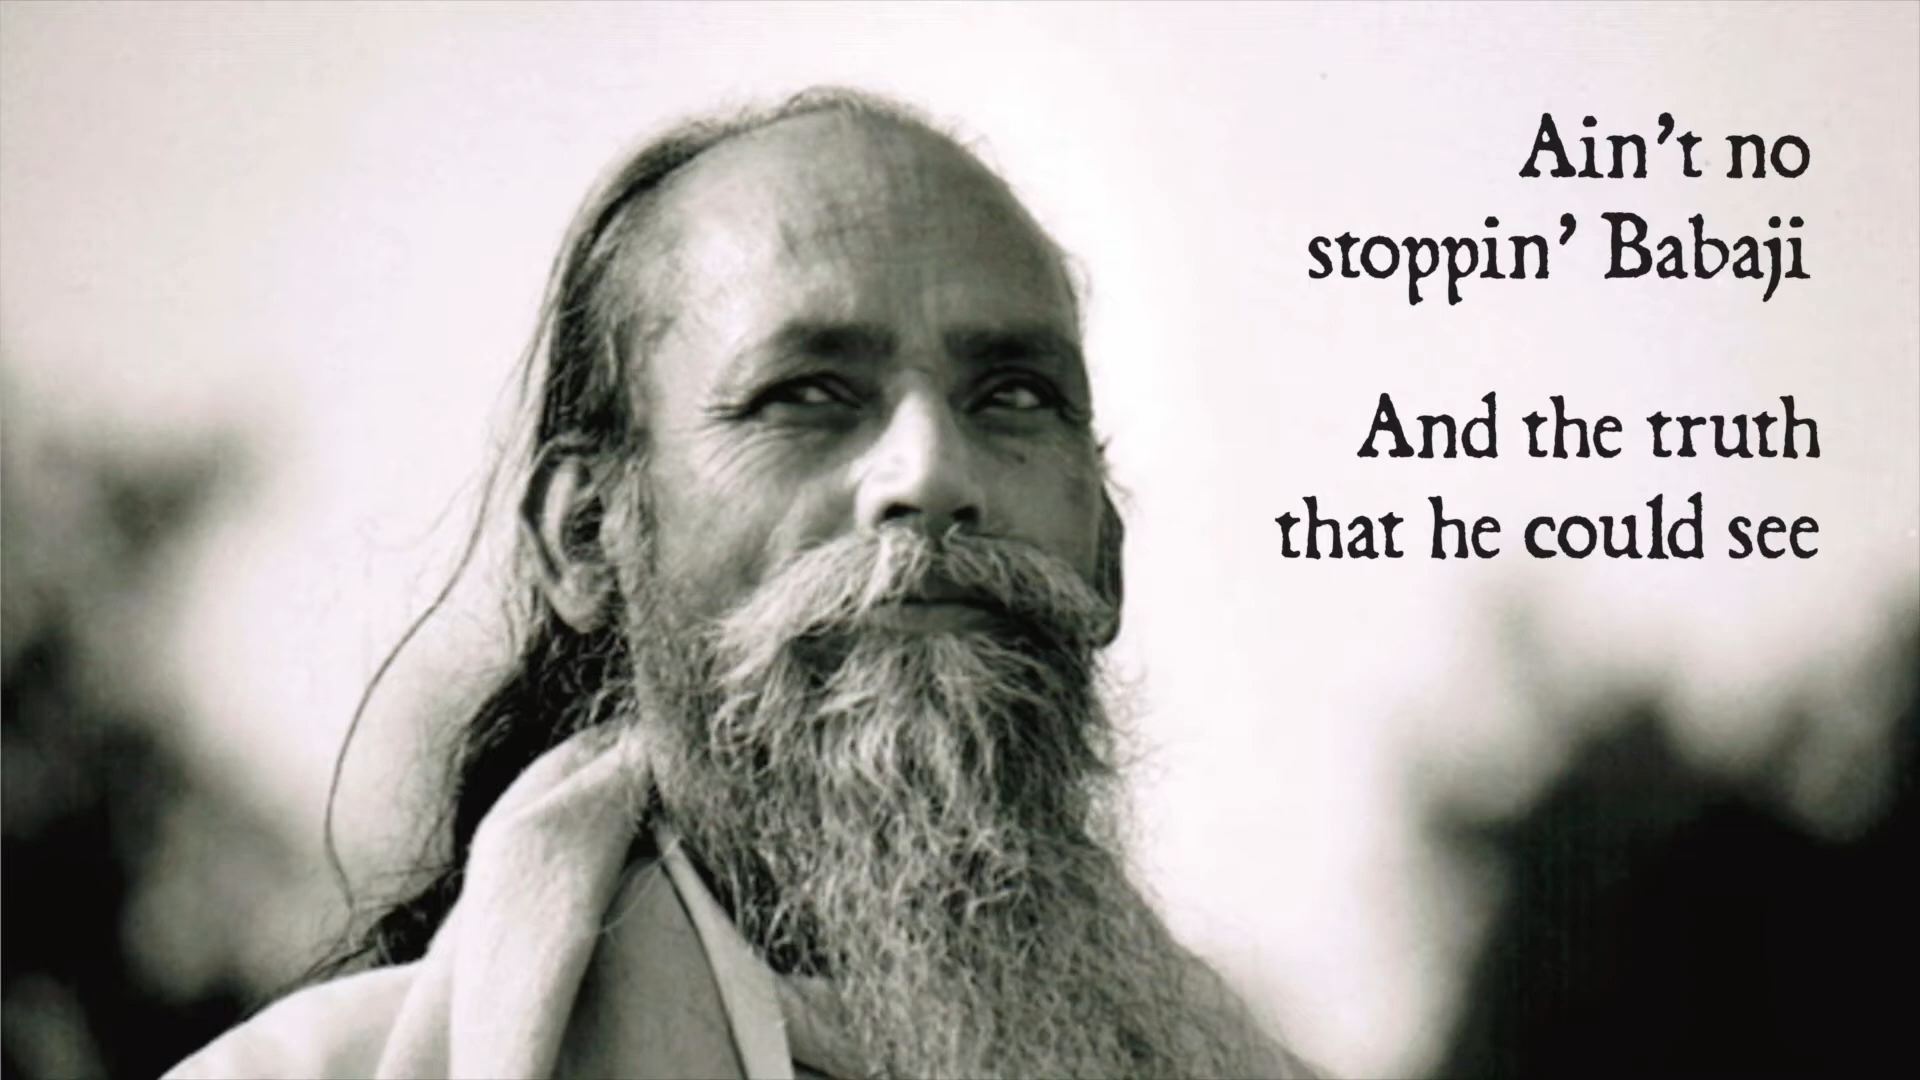 Ain’t no
stoppin’ Babaji
And the truth
that he could see